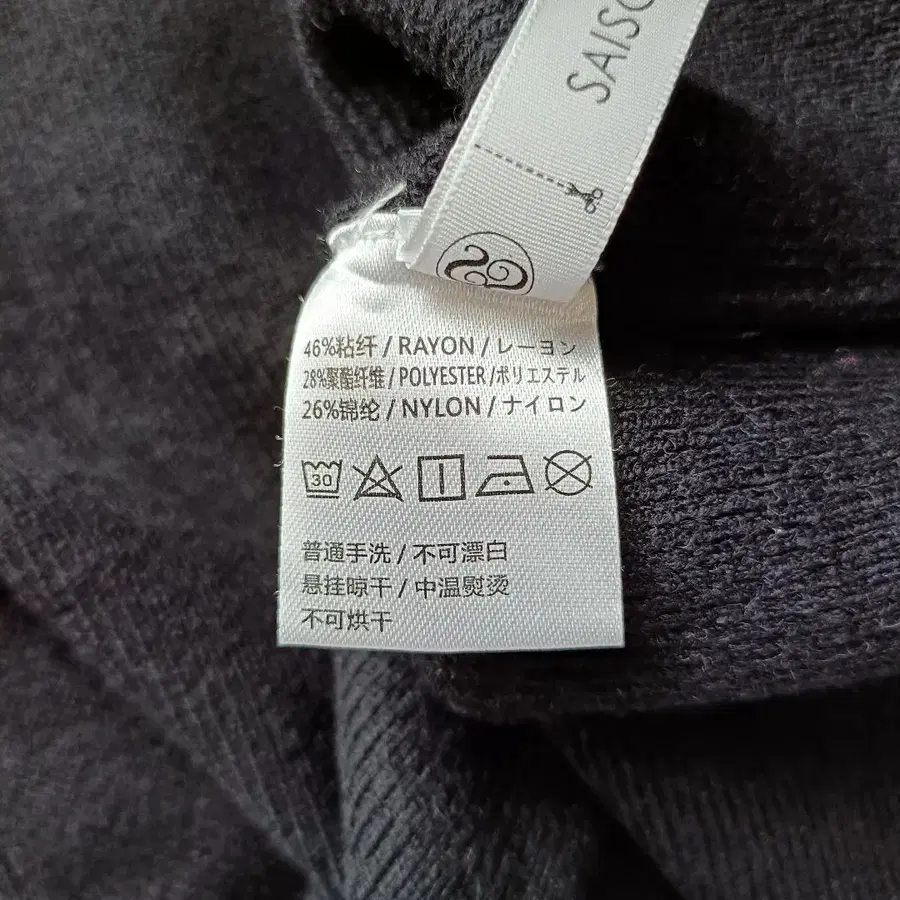 SAISO
46%粘纤 / RAYON / レーヨン
28%聚酯纤维 / POLYESTER / ポリエステル
26%锦纶 / NYLON / ナイロン
30
普通手洗 / 不可漂白
悬挂晾干 / 中温熨烫
不可烘干